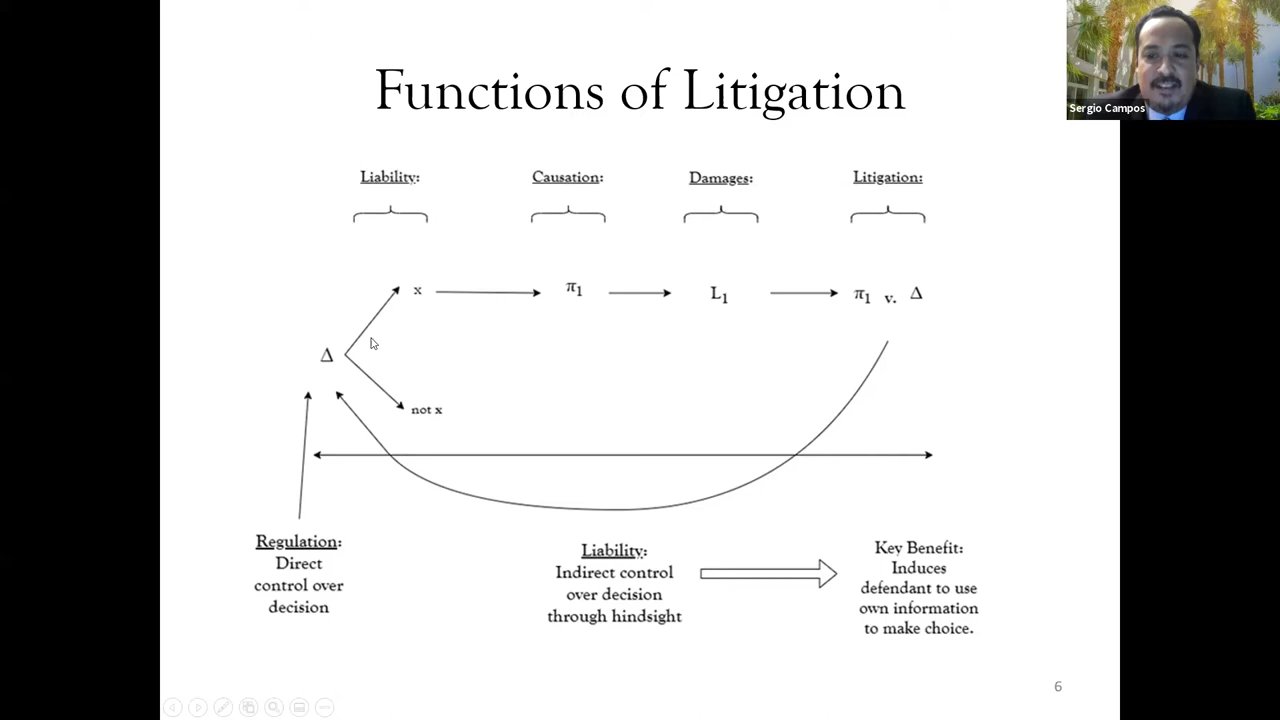 Sergio Campos
Functions of Litigation
Liability:
Causation:
Damages:
Litigation:
x
π1
L1
π1 v. Δ
Δ
not x
Regulation:
Direct
control over
decision
Liability:
Indirect control
over decision
through hindsight
Key Benefit:
Induces
defendant to use
own information
to make choice.
6